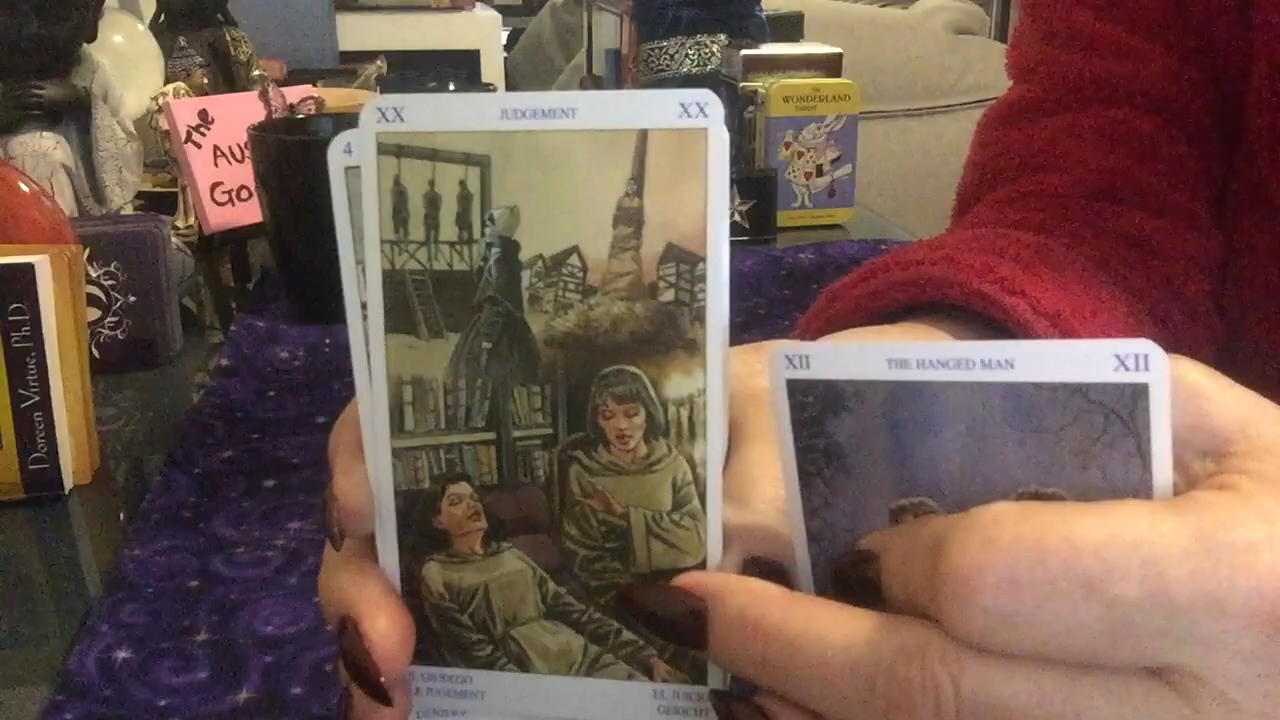 XX JUDGEMENT XX
4
The
WONDERLAND
TAROT
The
AUS
Go
Doreen Virtue, Ph.D
XII THE HANGED MAN XII
IL GIUDIZIO
LE JUGEMENT
EL JUICIO
GERICHT